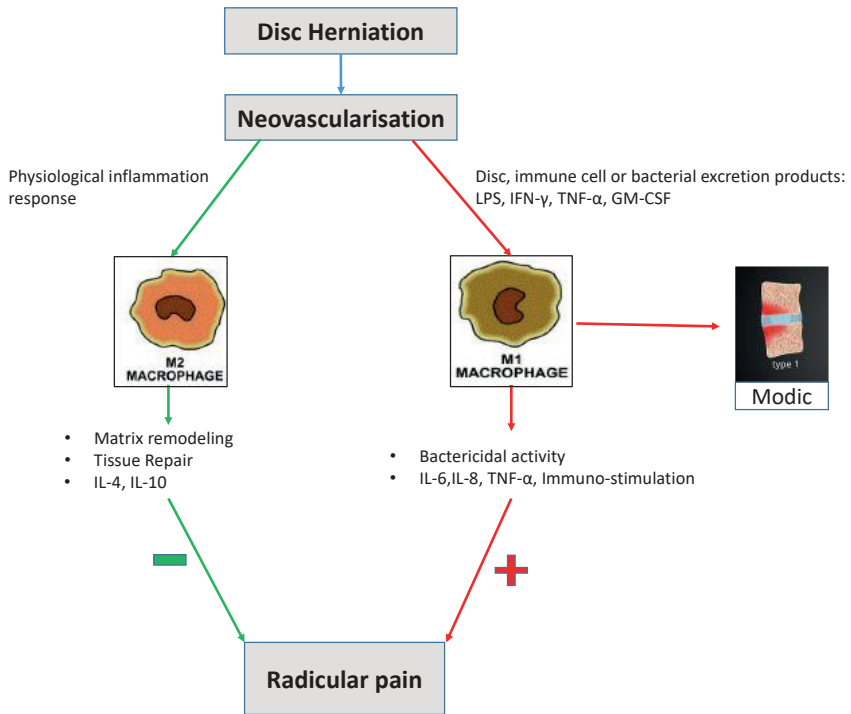 Disc Herniation
Neovascularisation
Physiological inflammation
response
Disc, immune cell or bacterial excretion products:
LPS, IFN-γ, TNF-α, GM-CSF
M2
MACROPHAGE
M1
MACROPHAGE
type 1
Modic
• Matrix remodeling
• Tissue Repair
• IL-4, IL-10
• Bactericidal activity
• IL-6,IL-8, TNF-α, Immuno-stimulation
Radicular pain